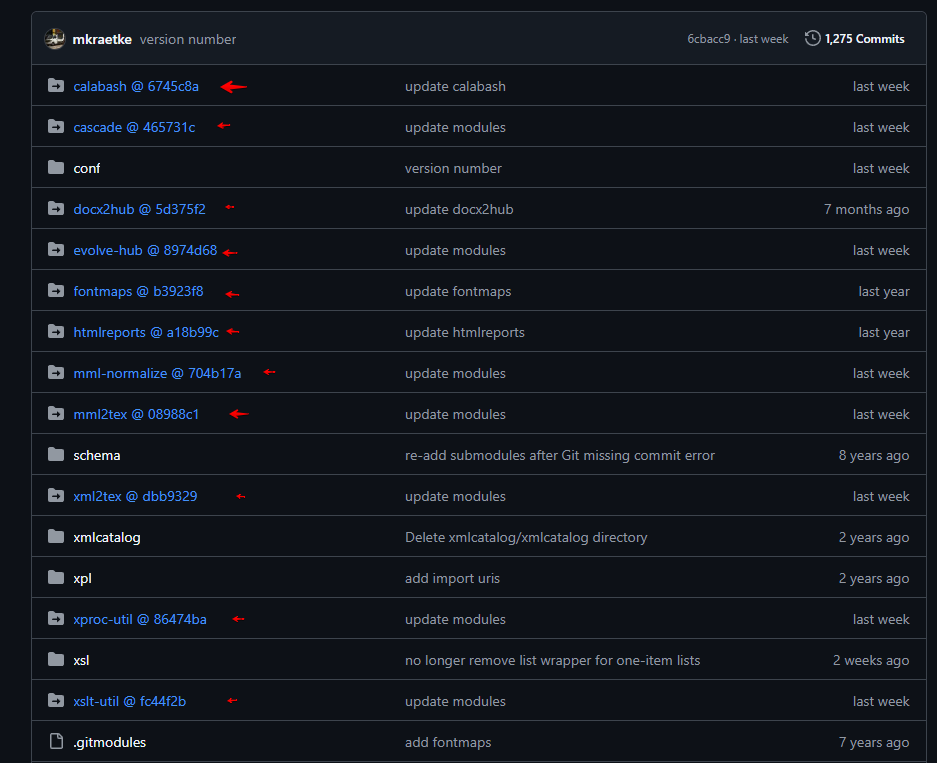 mkraetke version number 6cbacc9 · last week 1,275 Commits
calabash @ 6745c8a update calabash last week
cascade @ 465731c update modules last week
conf version number last week
docx2hub @ 5d375f2 update docx2hub 7 months ago
evolve-hub @ 8974d68 update modules last week
fontmaps @ b3923f8 update fontmaps last year
htmlreports @ a18b99c update htmlreports last year
mml-normalize @ 704b17a update modules last week
mml2tex @ 08988c1 update modules last week
schema re-add submodules after Git missing commit error 8 years ago
xml2tex @ dbb9329 update modules last week
xmlcatalog Delete xmlcatalog/xmlcatalog directory 2 years ago
xpl add import uris 2 years ago
xproc-util @ 86474ba update modules last week
xsl no longer remove list wrapper for one-item lists 2 weeks ago
xslt-util @ fc44f2b update modules last week
.gitmodules add fontmaps 7 years ago